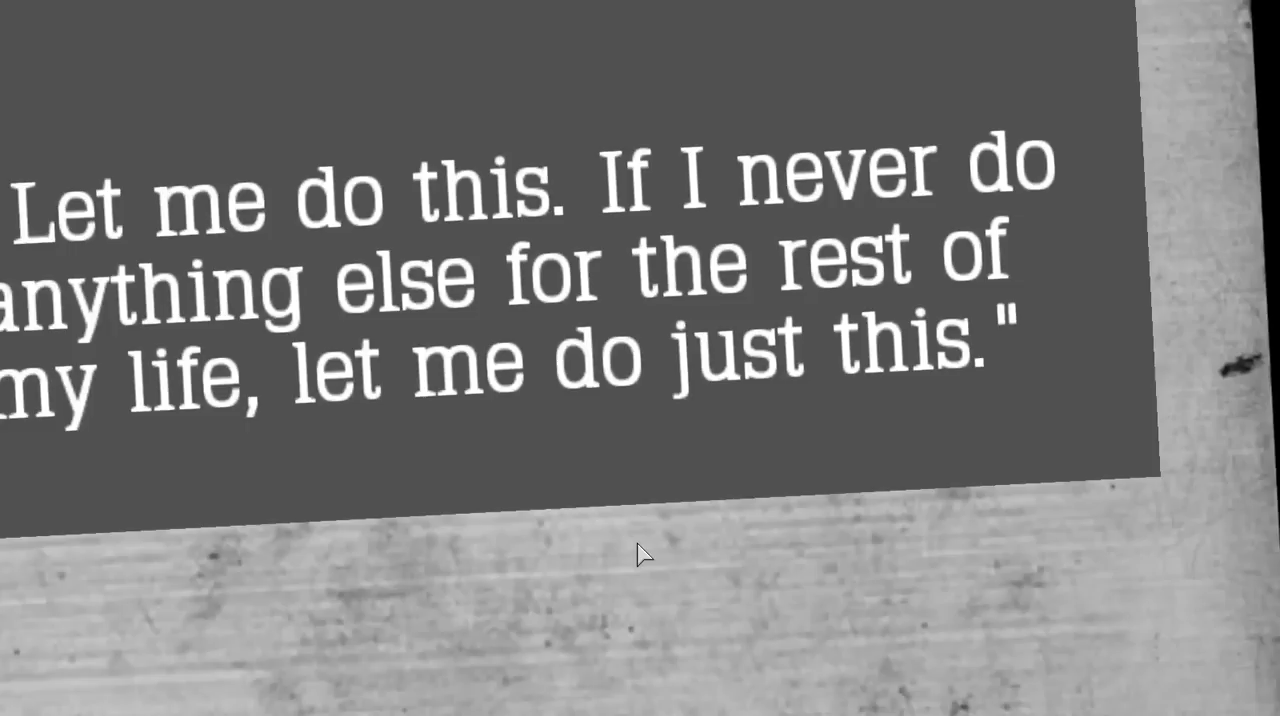 Let me do this. If I never do
anything else for the rest of
my life, let me do just this."